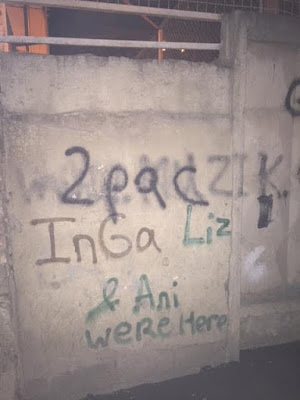 2pac
InGa Liz
& Ani
weRe HeRe